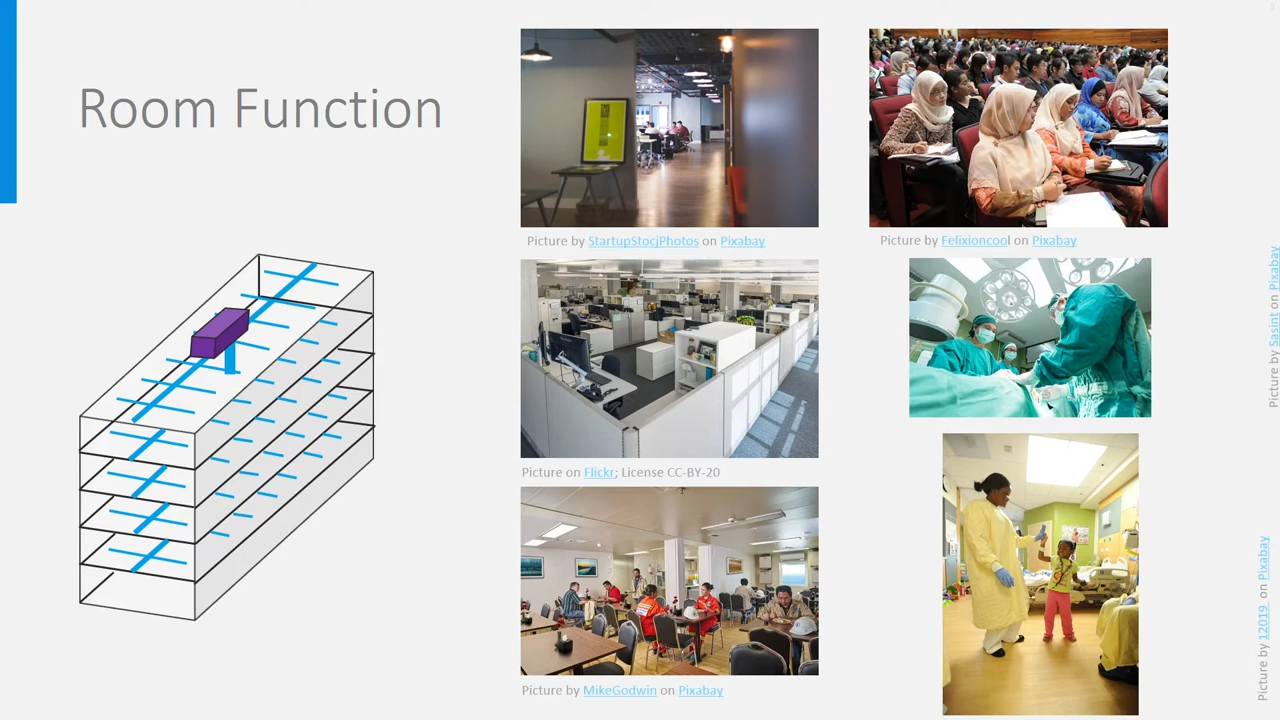 3
Room Function
Picture by StartupStocjPhotos on Pixabay
Picture by Felixioncool on Pixabay
Picture on Flickr; License CC-BY-20
Picture by MikeGodwin on Pixabay
Picture by Sasint on Pixabay
Picture by 12019 on Pixabay